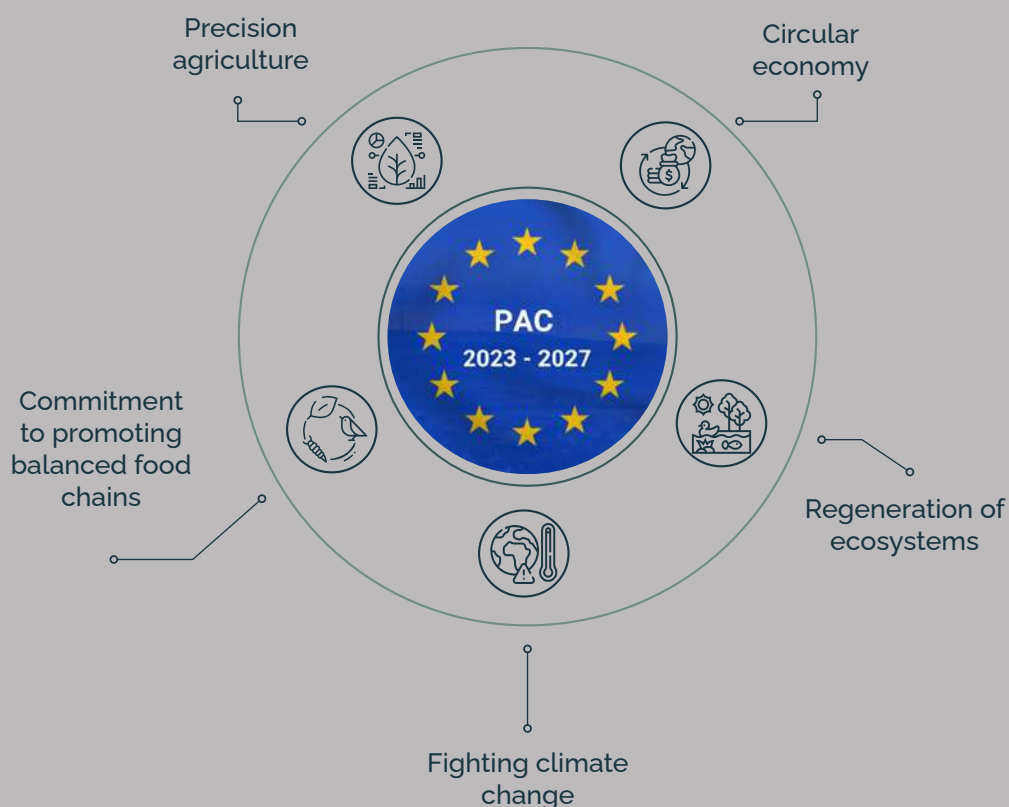 Precision
agriculture
Circular
economy
PAC
2023 - 2027
Commitment
to promoting
balanced food
chains
Regeneration of
ecosystems
Fighting climate
change